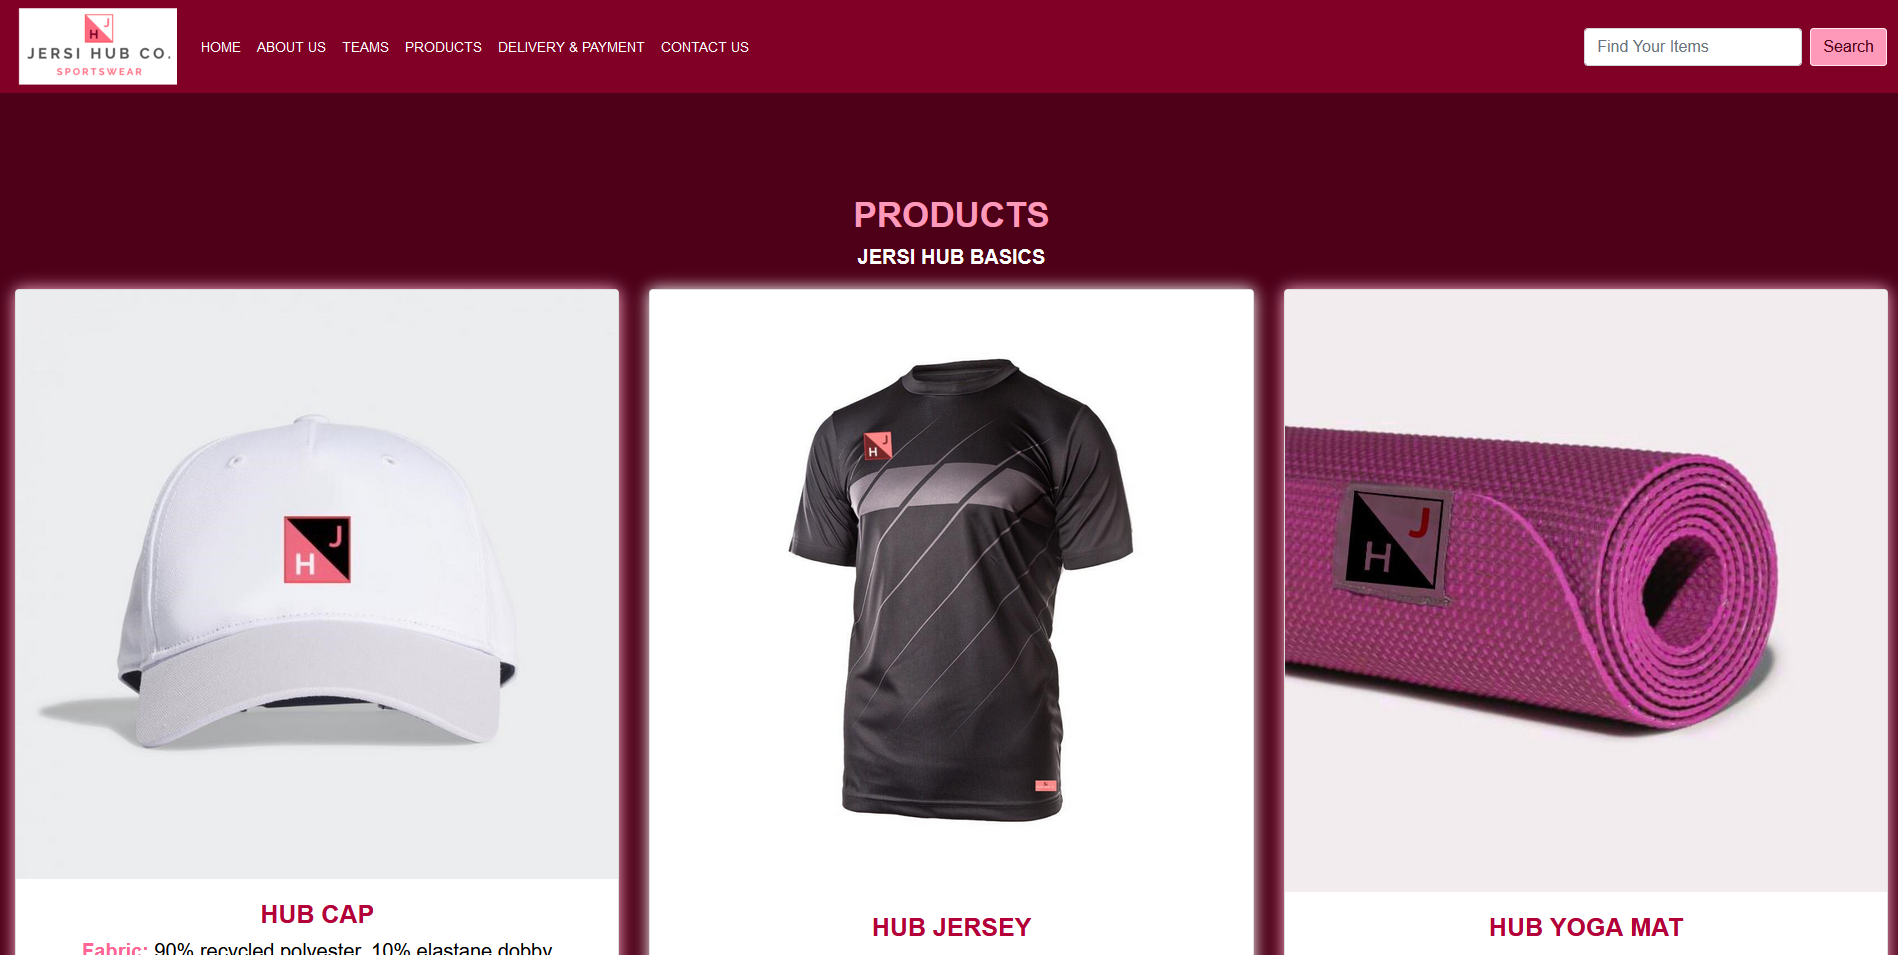 J
H
JERSI HUB CO.
SPORTSWEAR
HOME ABOUT US TEAMS PRODUCTS DELIVERY & PAYMENT CONTACT US
Find Your Items
Search
PRODUCTS
JERSI HUB BASICS
J
H
J
H
J
H
HUB CAP
Fabric: 90% recycled polyester, 10% elastane dobby
HUB JERSEY
HUB YOGA MAT